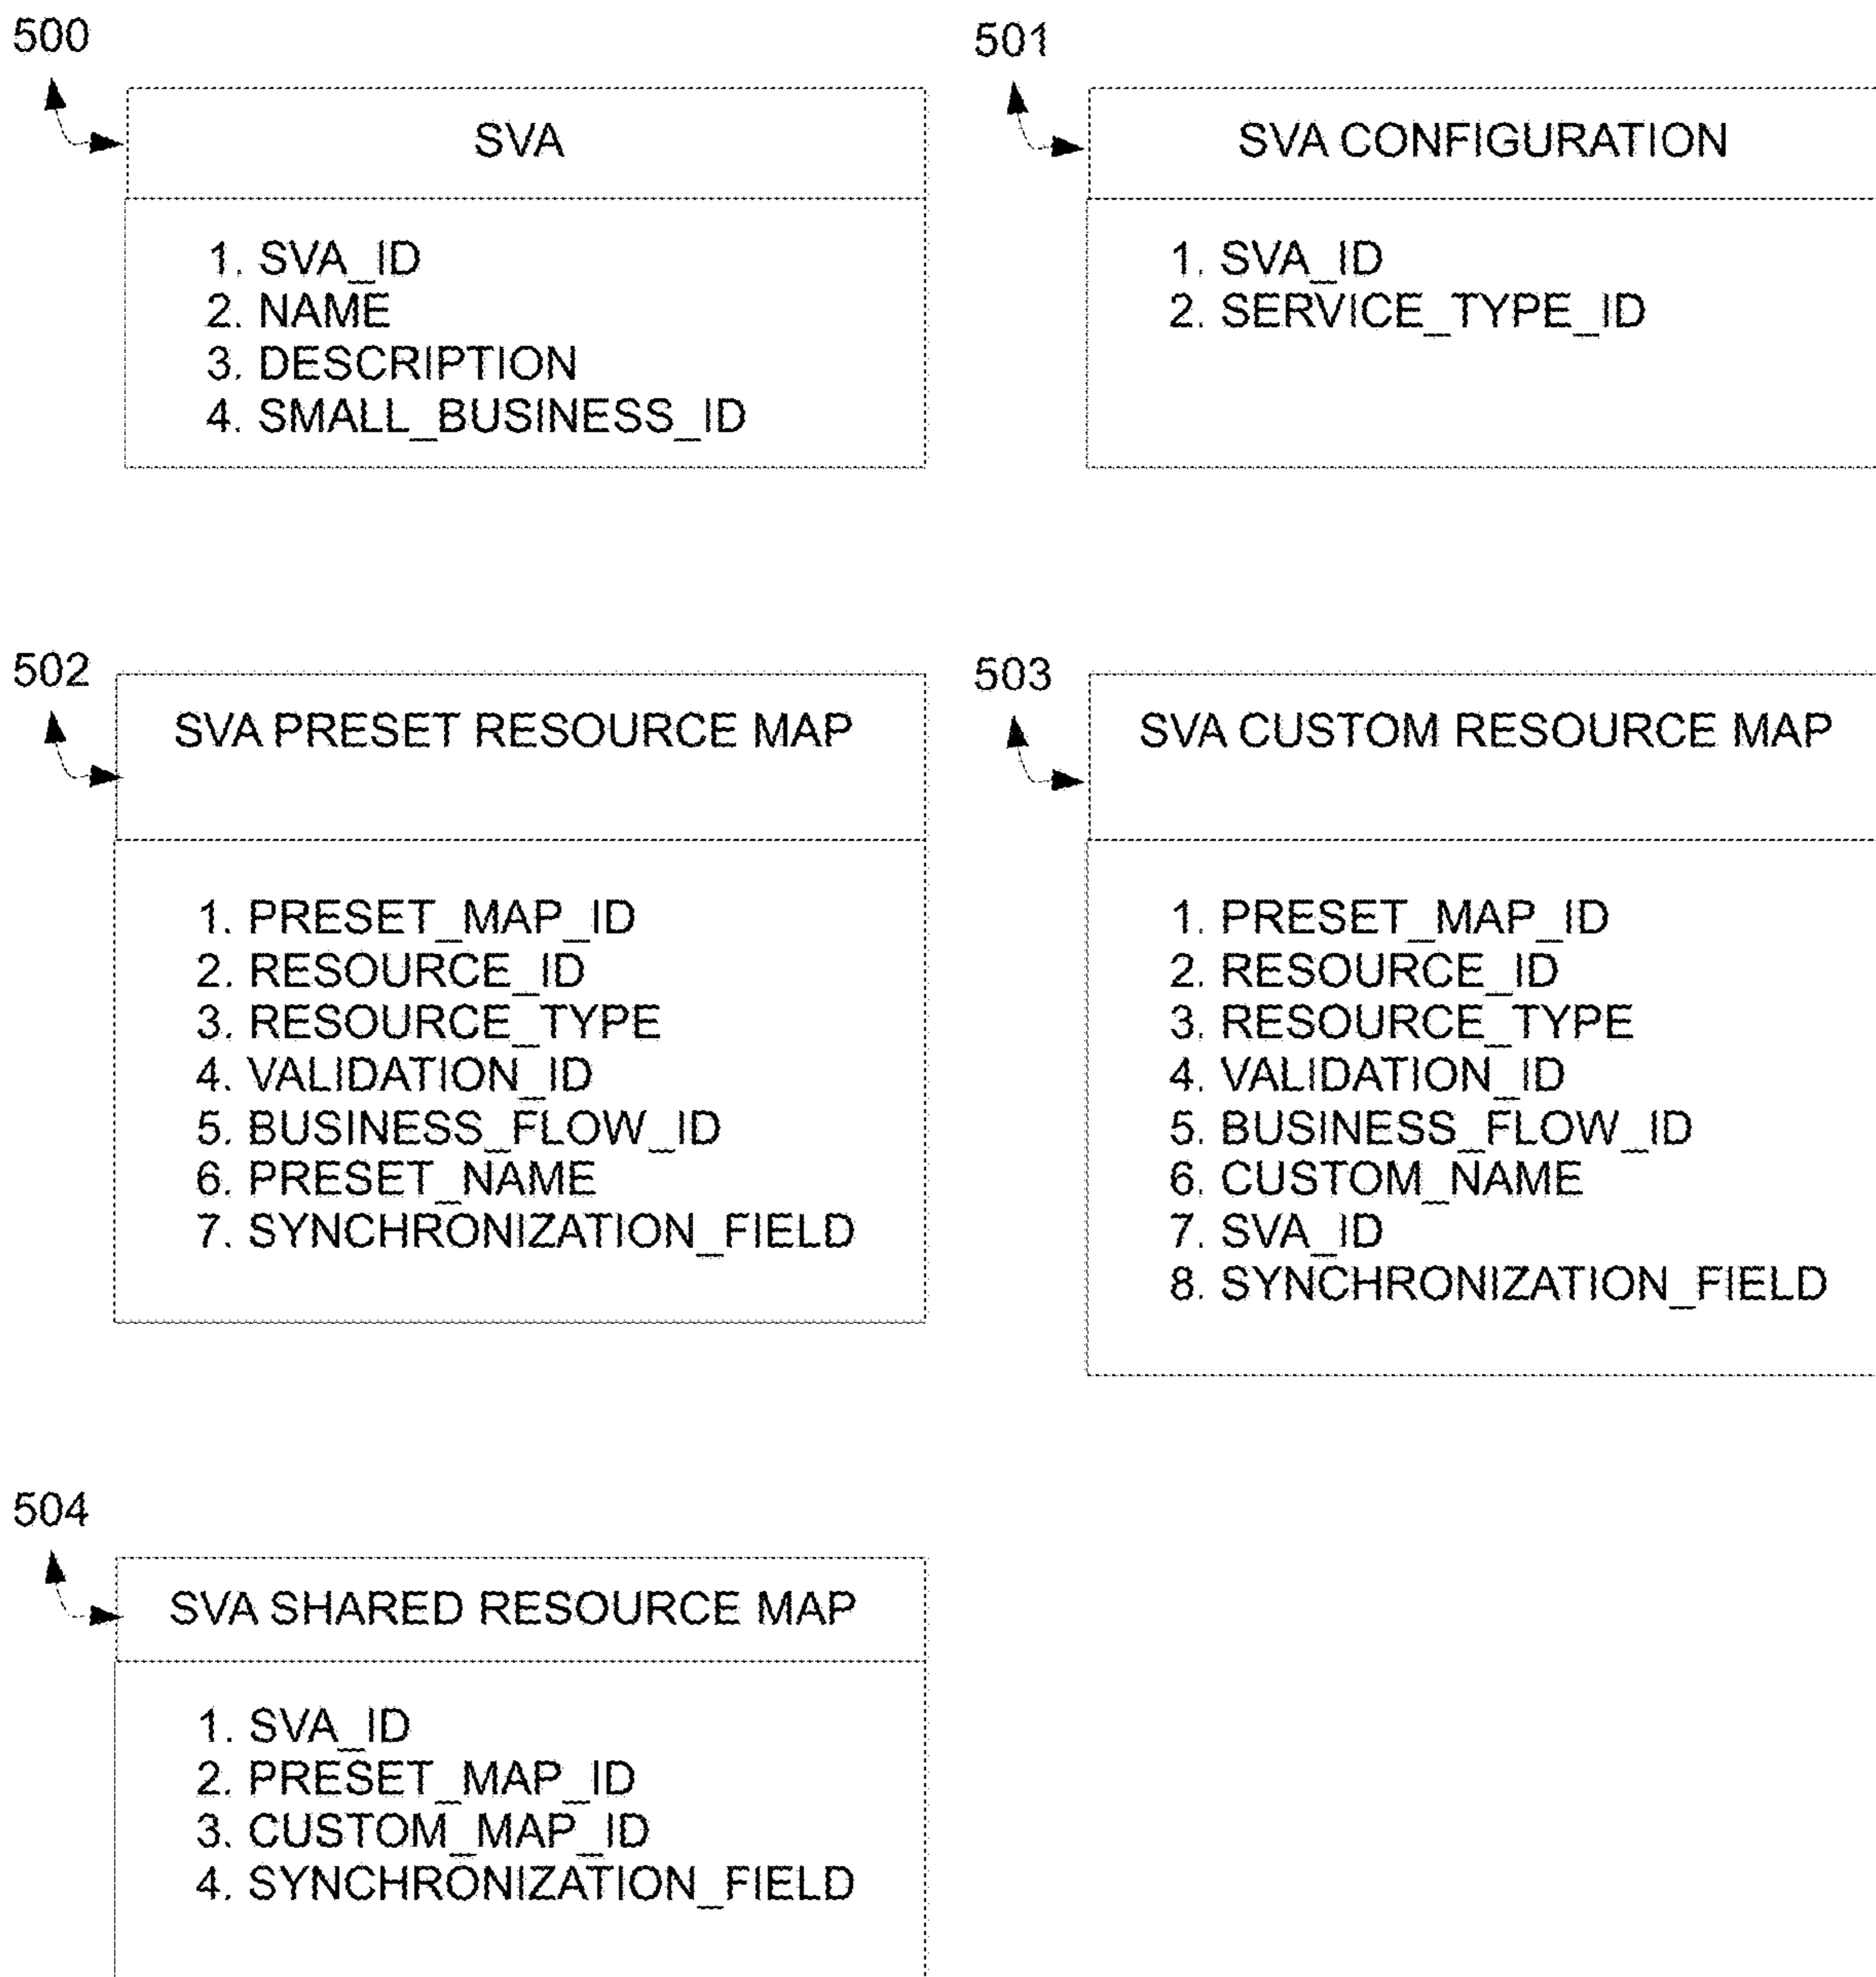 500
SVA
1. SVA_ID
2. NAME
3. DESCRIPTION
4. SMALL_BUSINESS_ID
501
SVA CONFIGURATION
1. SVA_ID
2. SERVICE_TYPE_ID
502
SVA PRESET RESOURCE MAP
1. PRESET_MAP_ID
2. RESOURCE_ID
3. RESOURCE_TYPE
4. VALIDATION_ID
5. BUSINESS_FLOW_ID
6. PRESET_NAME
7. SYNCHRONIZATION_FIELD
503
SVA CUSTOM RESOURCE MAP
1. PRESET_MAP_ID
2. RESOURCE_ID
3. RESOURCE_TYPE
4. VALIDATION_ID
5. BUSINESS_FLOW_ID
6. CUSTOM_NAME
7. SVA_ID
8. SYNCHRONIZATION_FIELD
504
SVA SHARED RESOURCE MAP
1. SVA_ID
2. PRESET_MAP_ID
3. CUSTOM_MAP_ID
4. SYNCHRONIZATION_FIELD